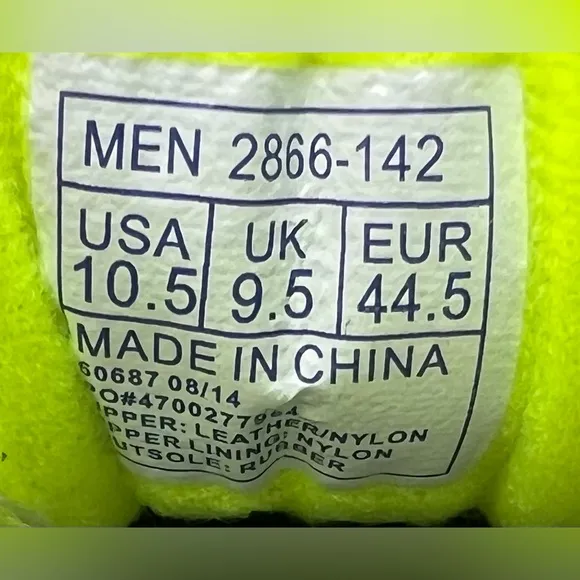 MEN 2866-142
USA UK EUR
10.5 9.5 44.5
MADE IN CHINA
60687 08/14
PO#4700277964
UPPER: LEATHER/NYLON
UPPER LINING: NYLON
OUTSOLE: RUBBER